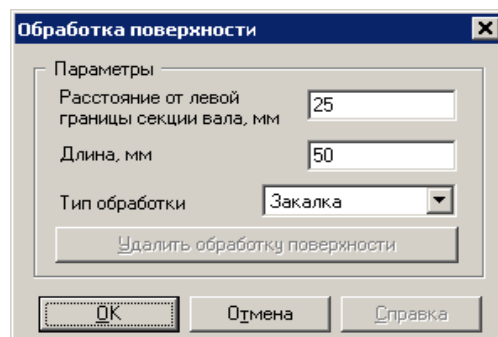 Обработка поверхности
Параметры
Расстояние от левой
границы секции вала, мм
25
Длина, мм
50
Тип обработки
Закалка
Удалить обработку поверхности
OK
Отмена
Справка